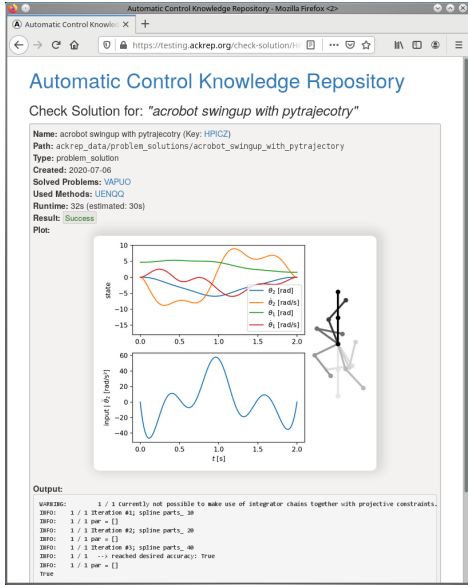 Automatic Control Knowledge Repository - Mozilla Firefox <2>
Automatic Control Knowled
https://testing.ackrep.org/check-solution/HI
Automatic Control Knowledge Repository
Check Solution for: "acrobot swingup with pytrajecotry"
Name: acrobot swingup with pytrajecotry (Key: HPICZ)
Path: ackrep_data/problem_solutions/acrobot_swingup_with_pytrajectory
Type: problem_solution
Created: 2020-07-06
Solved Problems: VAPUO
Used Methods: UENQQ
Runtime: 32s (estimated: 30s)
Result: Success
Plot:
10
5
0
−5
−10
−15
state
θ₂ [rad]
θ̇₂ [rad/s]
θ₁ [rad]
θ̇₁ [rad/s]
0.0 0.5 1.0 1.5 2.0
60
40
20
0
−20
−40
input | θ̈₂ [rad/s²]
0.0 0.5 1.0 1.5 2.0
t [s]
Output:
WARNING: 1 / 1 Currently not possible to make use of integrator chains together with projective constraints.
INFO: 1 / 1 Iteration #1; spline parts_ 10
INFO: 1 / 1 par = []
INFO: 1 / 1 Iteration #2; spline parts_ 20
INFO: 1 / 1 par = []
INFO: 1 / 1 Iteration #3; spline parts_ 40
INFO: 1 / 1 --> reached desired accuracy: True
INFO: 1 / 1 par = []
True